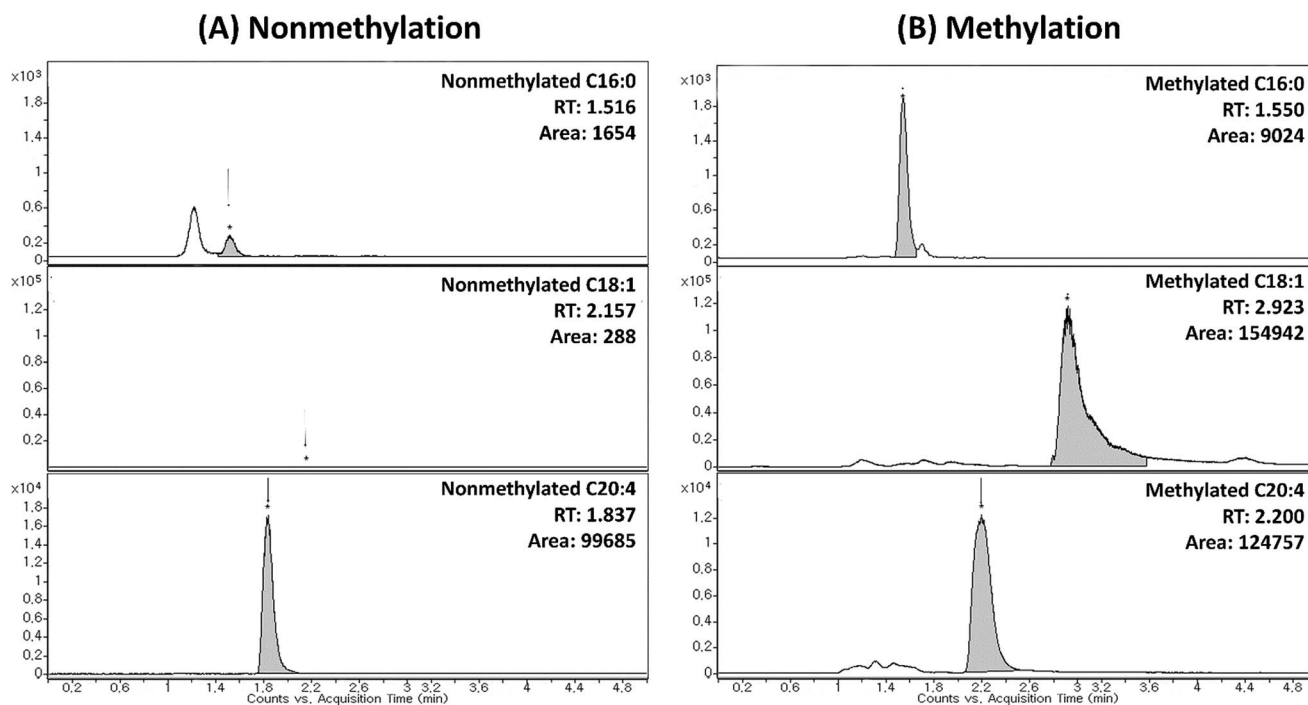 (A) Nonmethylation
×10³
Nonmethylated C16:0
RT: 1.516
Area: 1654
1.8
1.4
1
0.6
0.2
0
×10⁵
Nonmethylated C18:1
RT: 2.157
Area: 288
1.2
1
0.8
0.6
0.4
0.2
×10⁴
Nonmethylated C20:4
RT: 1.837
Area: 99685
1.8
1.6
1.4
1.2
1
0.8
0.6
0.4
0.2
0
0.2 0.6 1 1.4 1.8 2.2 2.6 3 3.2 3.6 4 4.4 4.8
Counts vs. Acquisition Time (min)
(B) Methylation
×10³
Methylated C16:0
RT: 1.550
Area: 9024
1.8
1.4
1
0.6
0.2
0
×10⁵
Methylated C18:1
RT: 2.923
Area: 154942
1.2
1
0.8
0.6
0.4
0.2
0
×10⁴
Methylated C20:4
RT: 2.200
Area: 124757
1.2
1
0.8
0.6
0.4
0.2
0
0.2 0.6 1 1.4 1.8 2.2 2.6 3 3.2 3.6 4 4.4 4.8
Counts vs. Acquisition Time (min)